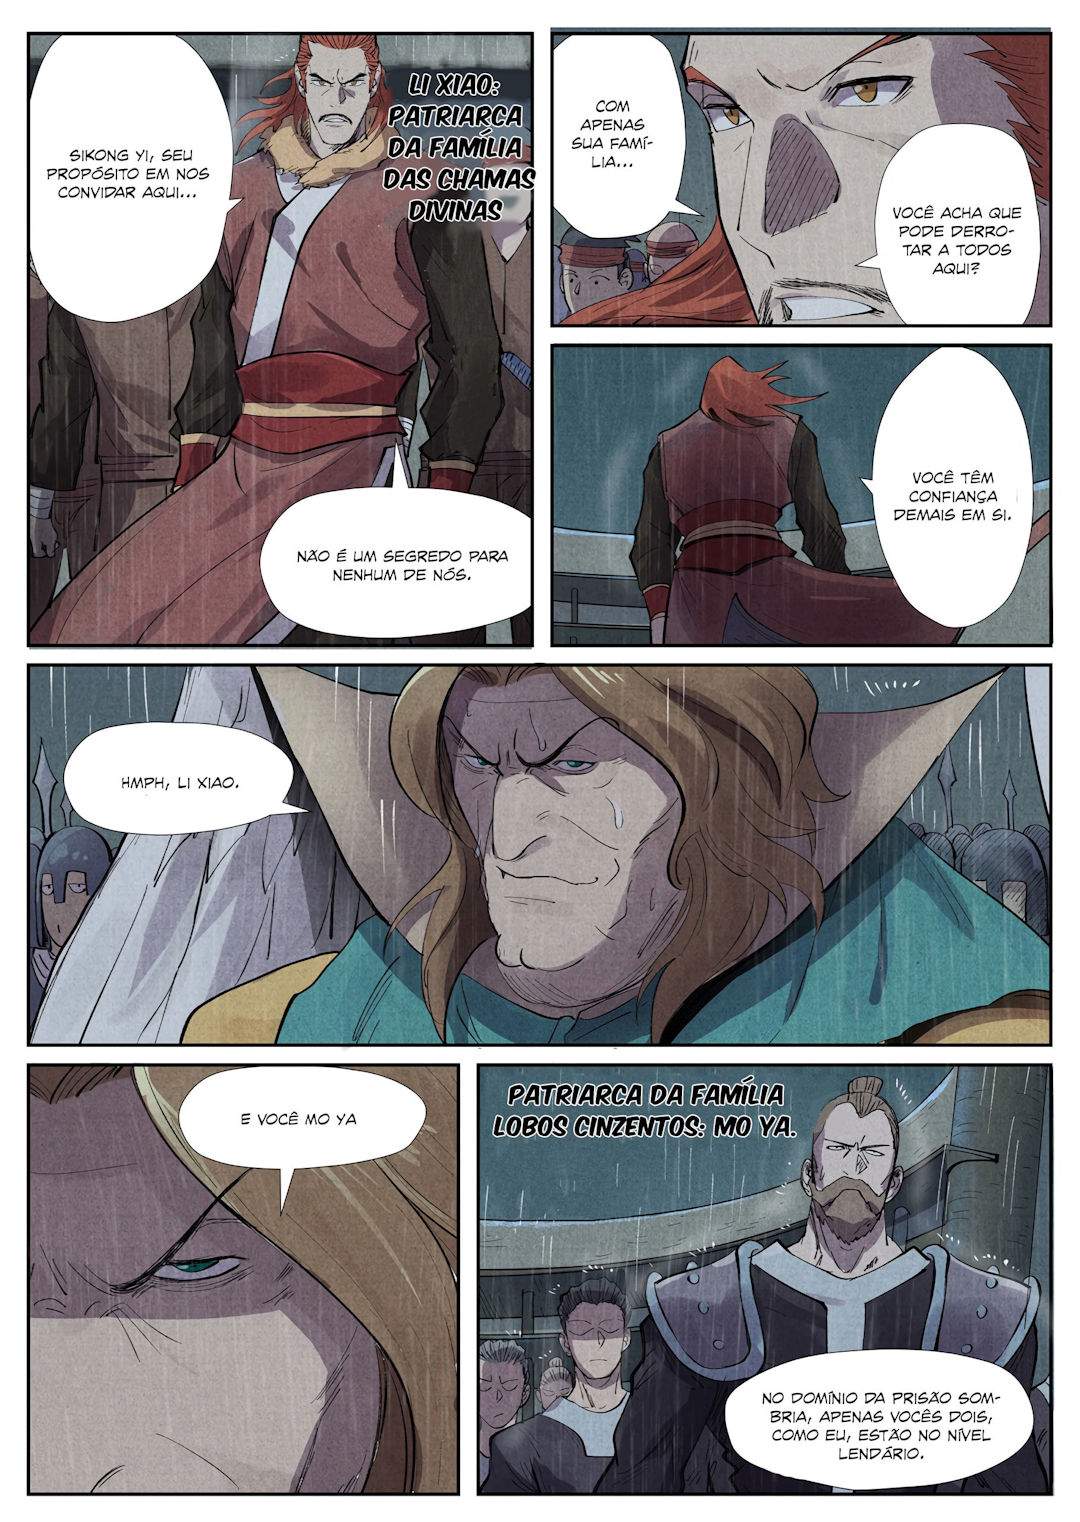 SIKONG YI, SEU
PROPÓSITO EM NOS
CONVIDAR AQUI...
LI XIAO:
PATRIARCA
DA FAMÍLIA
DAS CHAMAS
DIVINAS
NÃO É UM SEGREDO PARA
NENHUM DE NÓS.
COM
APENAS
SUA FAMÍ-
LIA...
VOCÊ ACHA QUE
PODE DERRO-
TAR A TODOS
AQUI?
VOCÊ TÊM
CONFIANÇA
DEMAIS EM SI.
HMPH, LI XIAO.
E VOCÊ MO YA
PATRIARCA DA FAMÍLIA
LOBOS CINZENTOS: MO YA.
NO DOMÍNIO DA PRISÃO SOM-
BRIA, APENAS VOCÊS DOIS,
COMO EU, ESTÃO NO NÍVEL
LENDÁRIO.